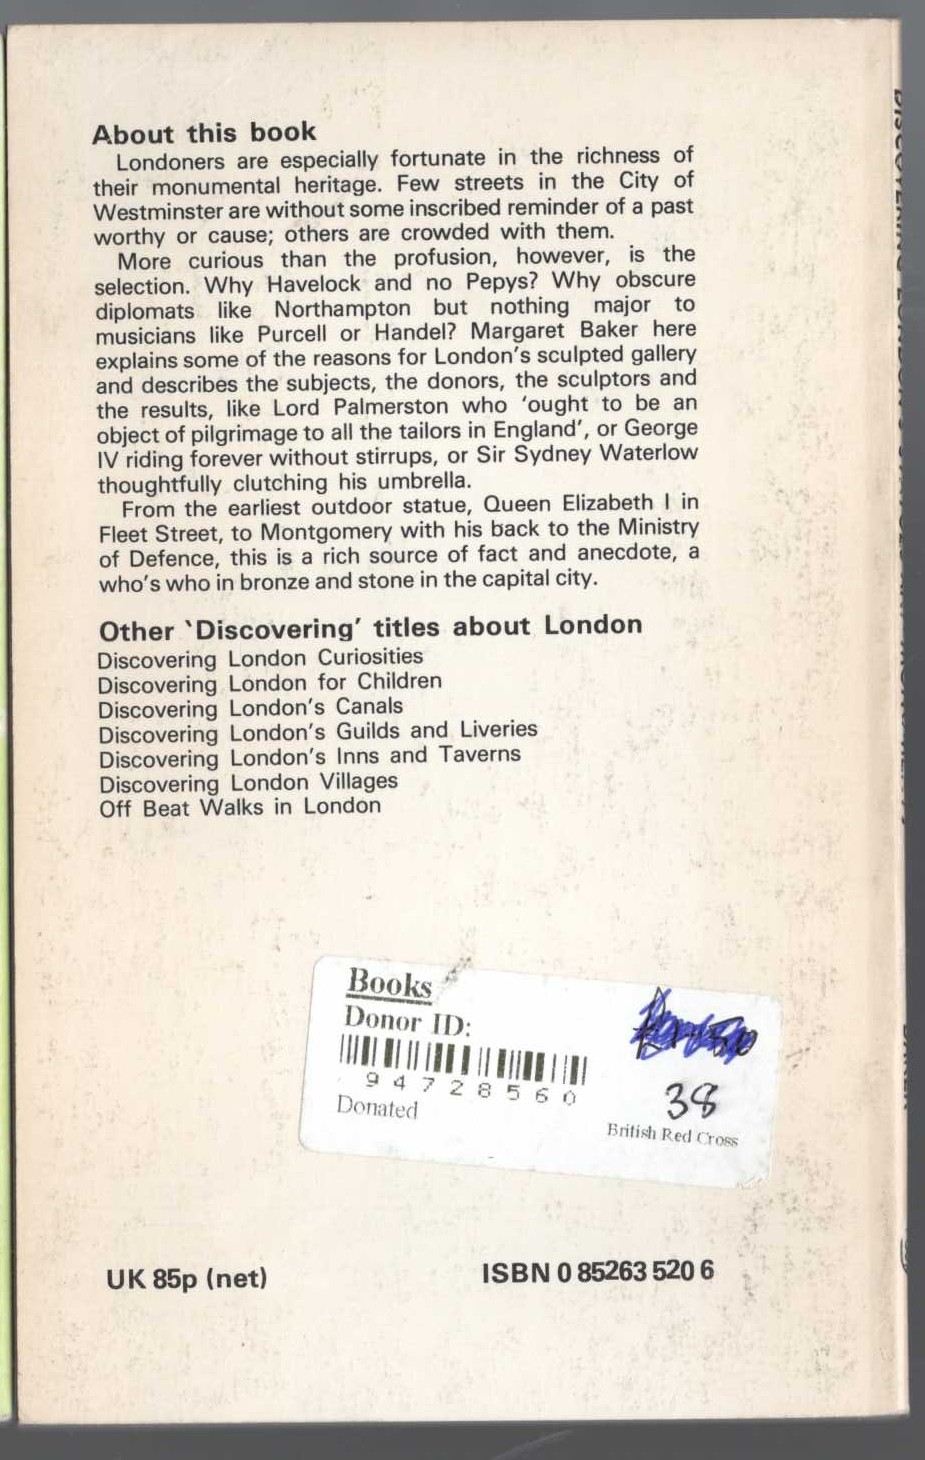 About this book
Londoners are especially fortunate in the richness of
their monumental heritage. Few streets in the City of
Westminster are without some inscribed reminder of a past
worthy or cause; others are crowded with them.
More curious than the profusion, however, is the
selection. Why Havelock and no Pepys? Why obscure
diplomats like Northampton but nothing major to
musicians like Purcell or Handel? Margaret Baker here
explains some of the reasons for London's sculpted gallery
and describes the subjects, the donors, the sculptors and
the results, like Lord Palmerston who 'ought to be an
object of pilgrimage to all the tailors in England', or George
IV riding forever without stirrups, or Sir Sydney Waterlow
thoughtfully clutching his umbrella.
From the earliest outdoor statue, Queen Elizabeth I in
Fleet Street, to Montgomery with his back to the Ministry
of Defence, this is a rich source of fact and anecdote, a
who's who in bronze and stone in the capital city.
Other 'Discovering' titles about London
Discovering London Curiosities
Discovering London for Children
Discovering London's Canals
Discovering London's Guilds and Liveries
Discovering London's Inns and Taverns
Discovering London Villages
Off Beat Walks in London
Books
Donor ID:
94728560
Donated
38
British Red Cross
UK 85p (net)
ISBN 0 85263 520 6